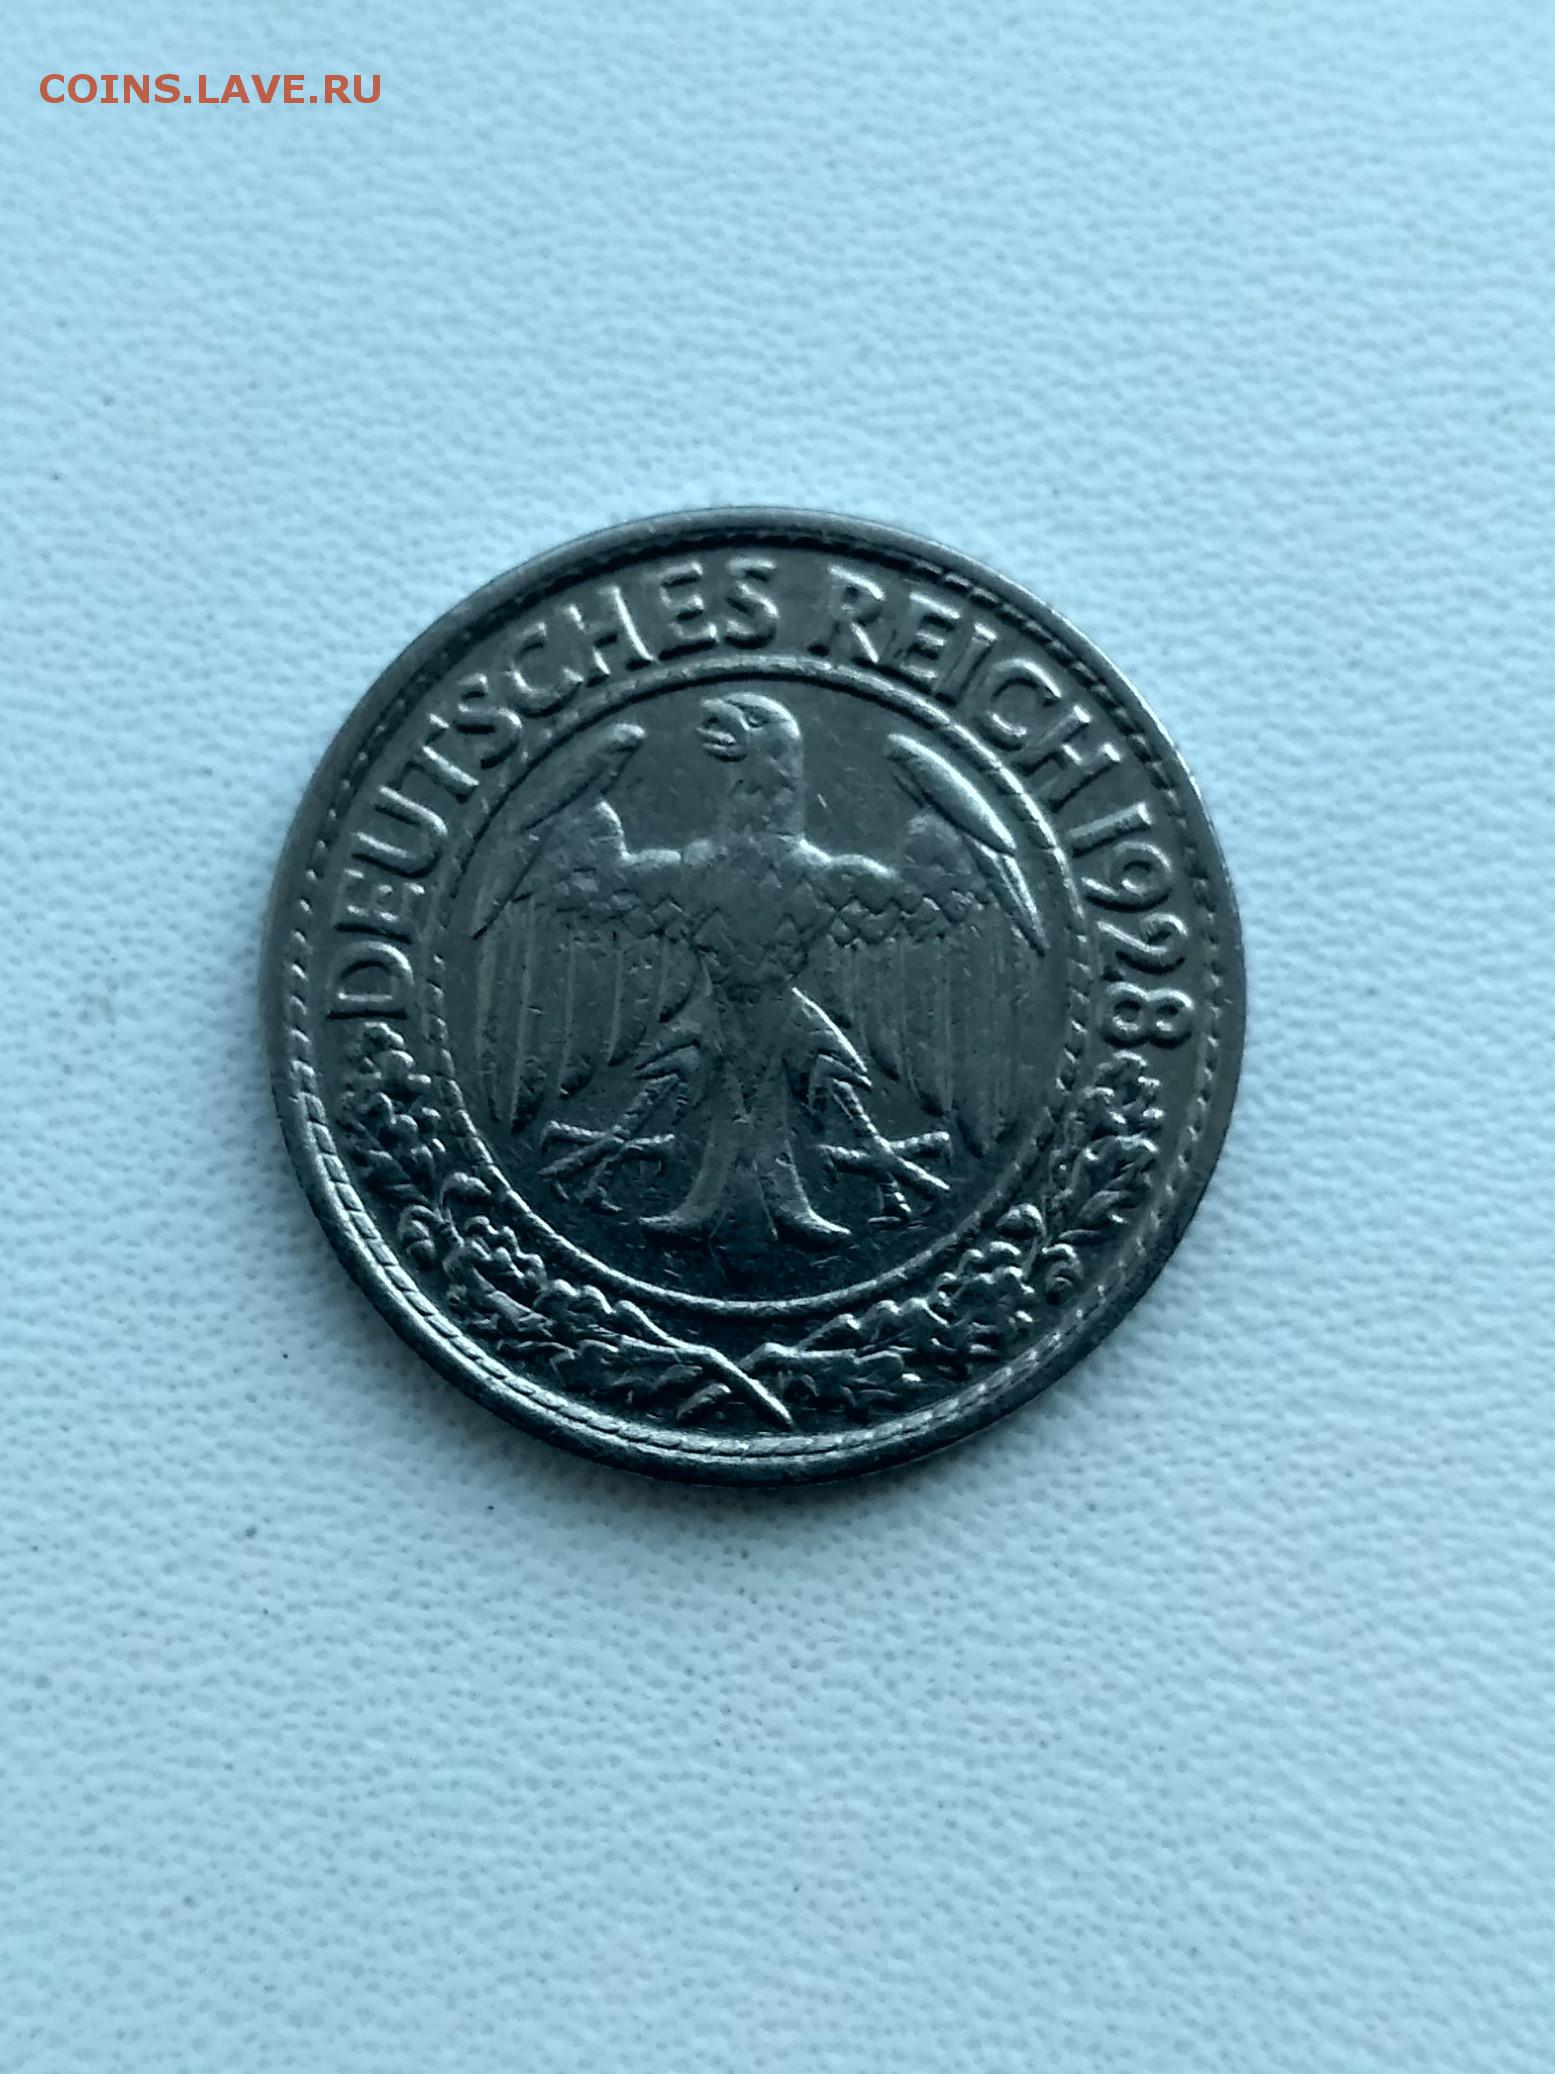 COINS.LAVE.RU
DEUTSCHES REICH 1928